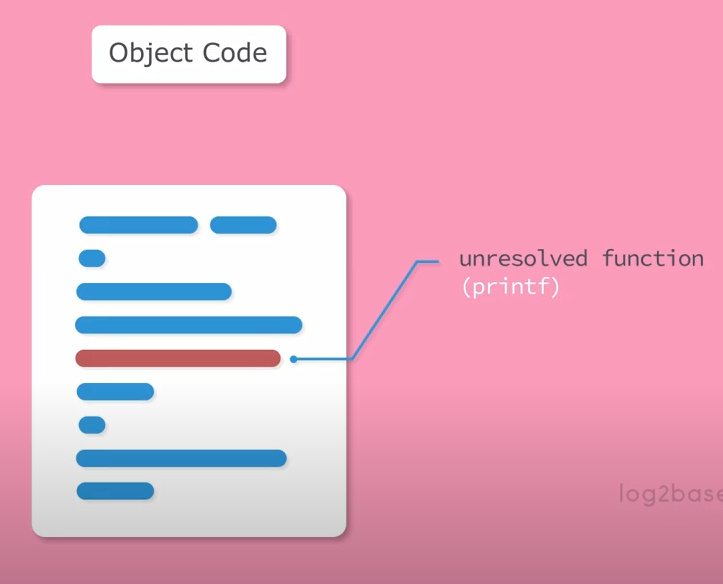 Object Code
unresolved function
(printf)
log2base